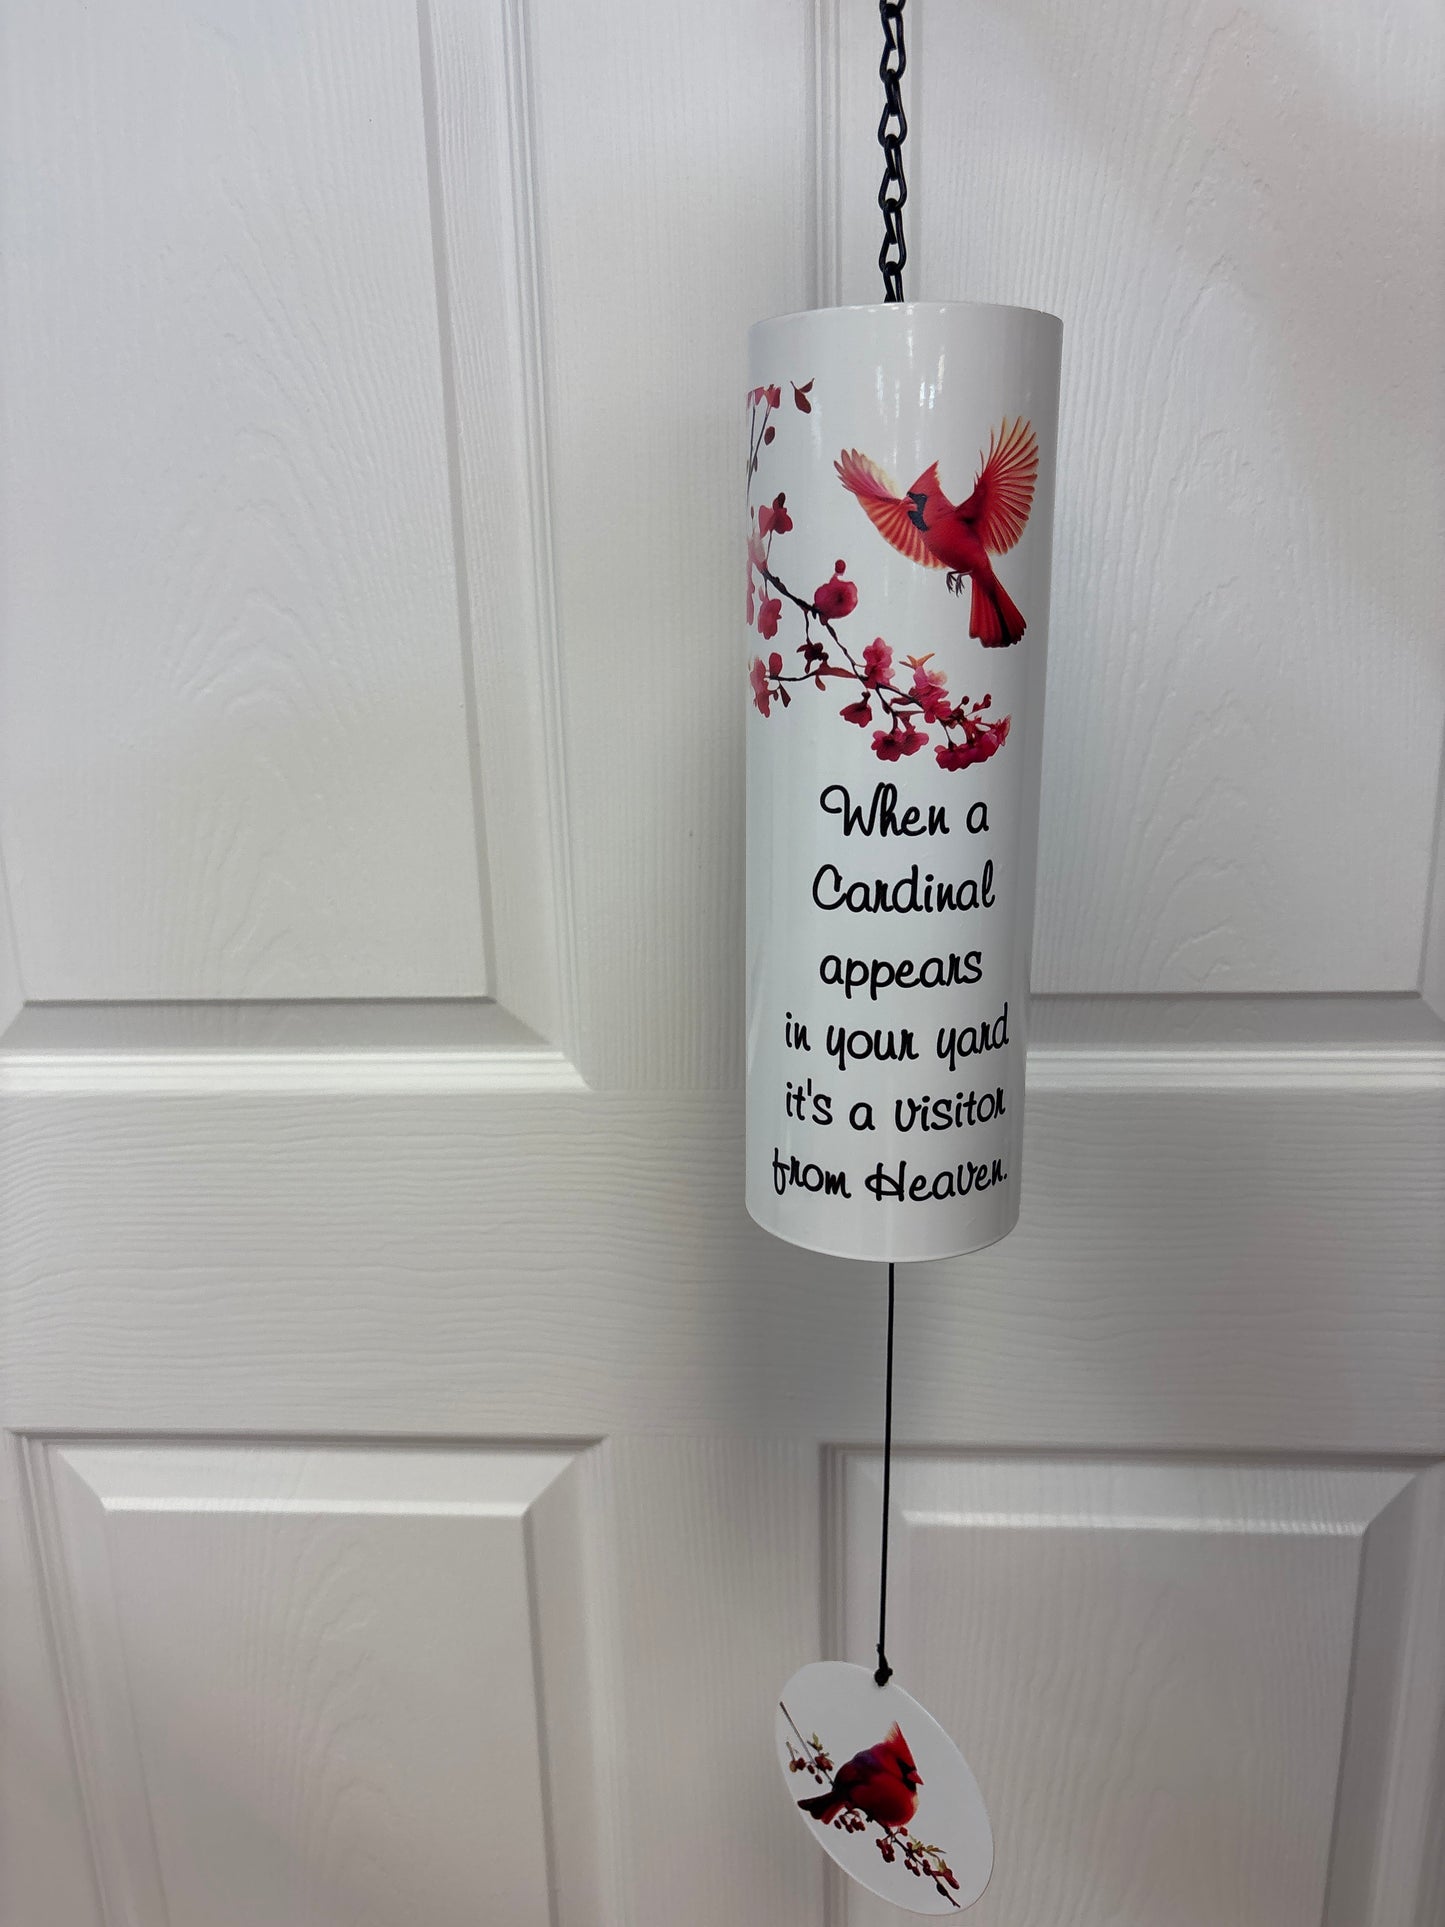 When a
Cardinal
appears
in your yard
it's a visitor
from Heaven.